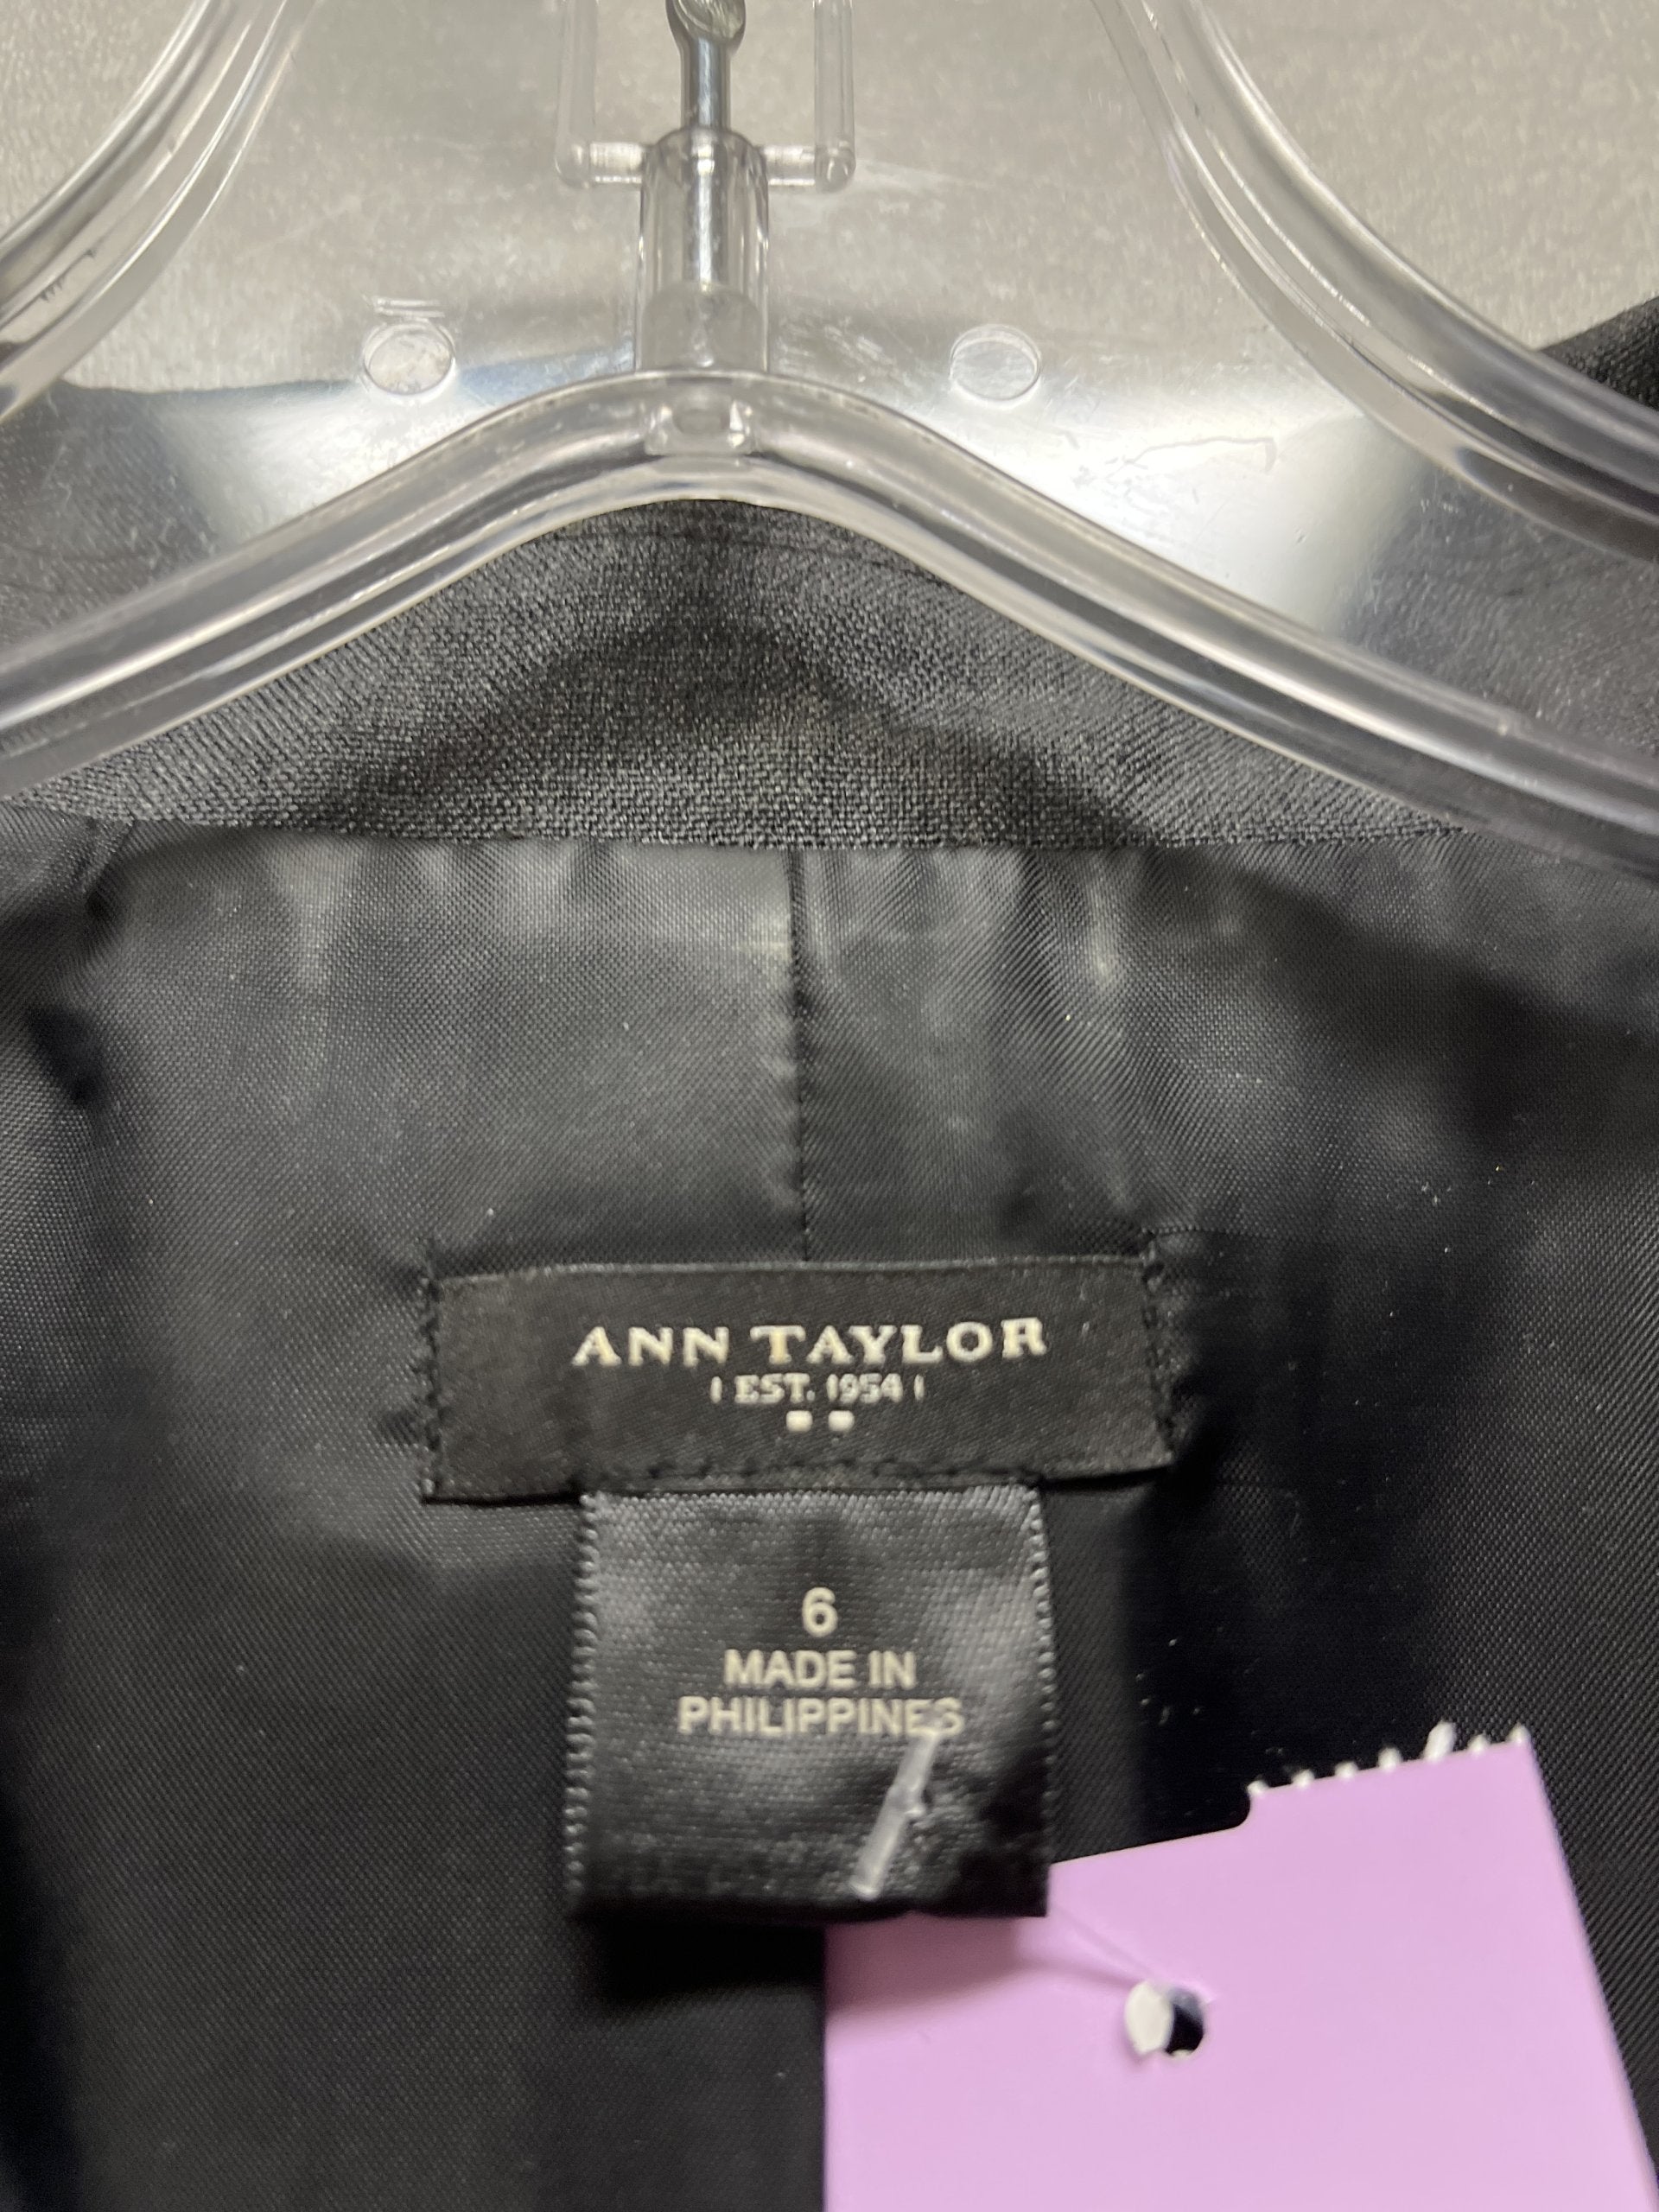 ANN TAYLOR
EST. 1954
6
MADE IN
PHILIPPINES